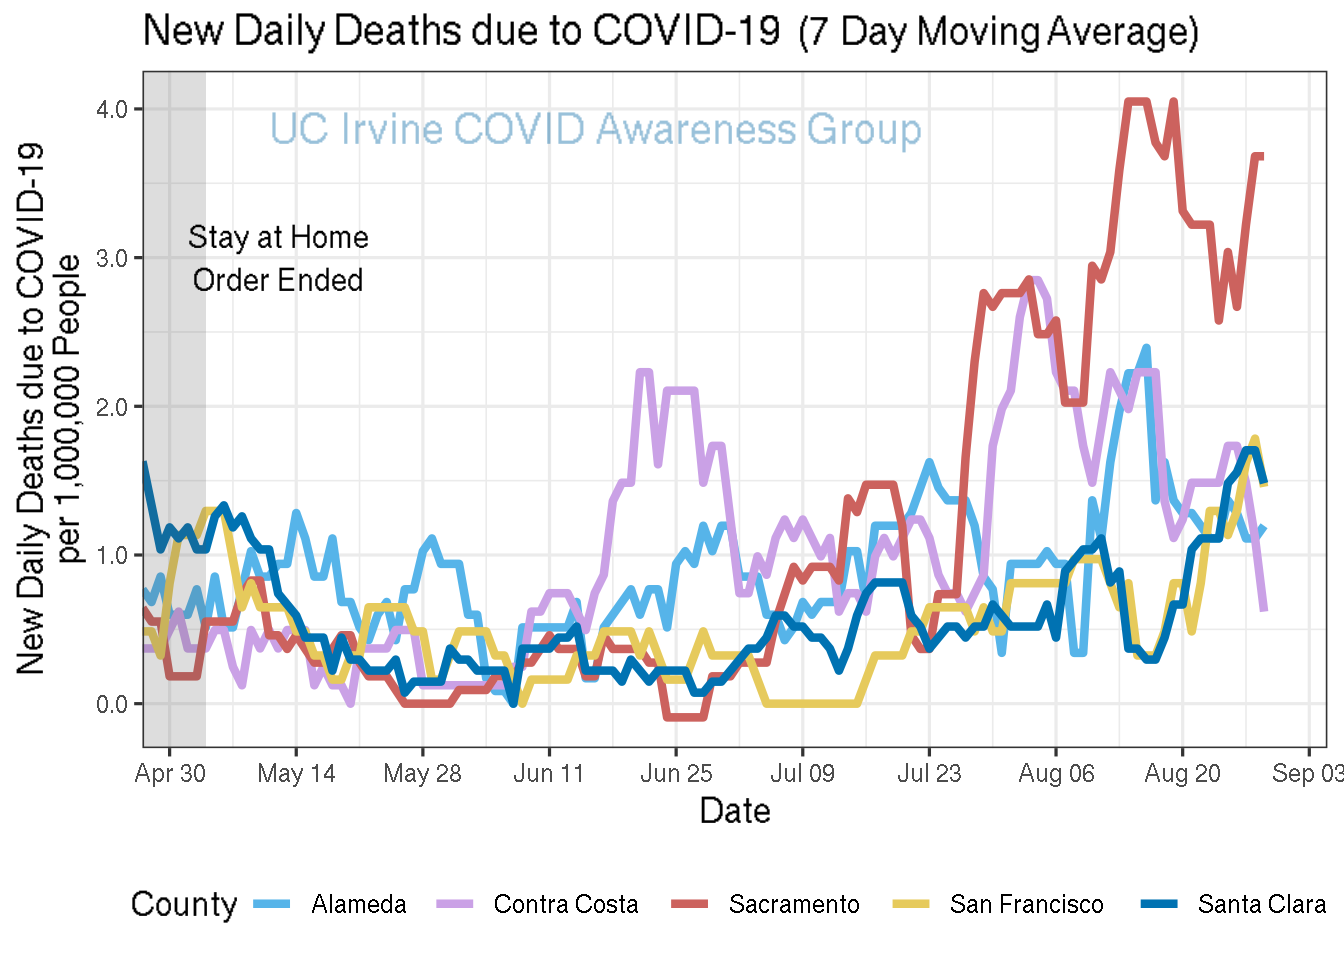 New Daily Deaths due to COVID-19 (7 Day Moving Average)
UC Irvine COVID Awareness Group
Stay at Home
Order Ended
New Daily Deaths due to COVID-19
per 1,000,000 People
4.0
3.0
2.0
1.0
0.0
Apr 30 May 14 May 28 Jun 11 Jun 25 Jul 09 Jul 23 Aug 06 Aug 20 Sep 03
Date
County Alameda Contra Costa Sacramento San Francisco Santa Clara